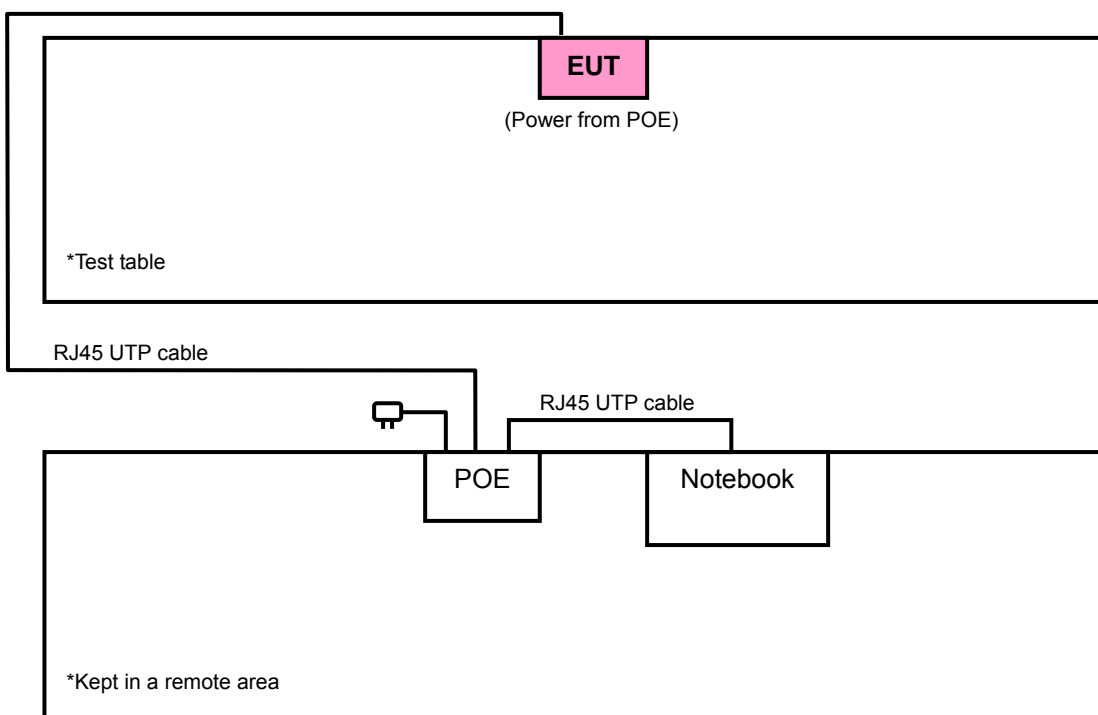 EUT
(Power from POE)
*Test table
RJ45 UTP cable
RJ45 UTP cable
POE
Notebook
*Kept in a remote area